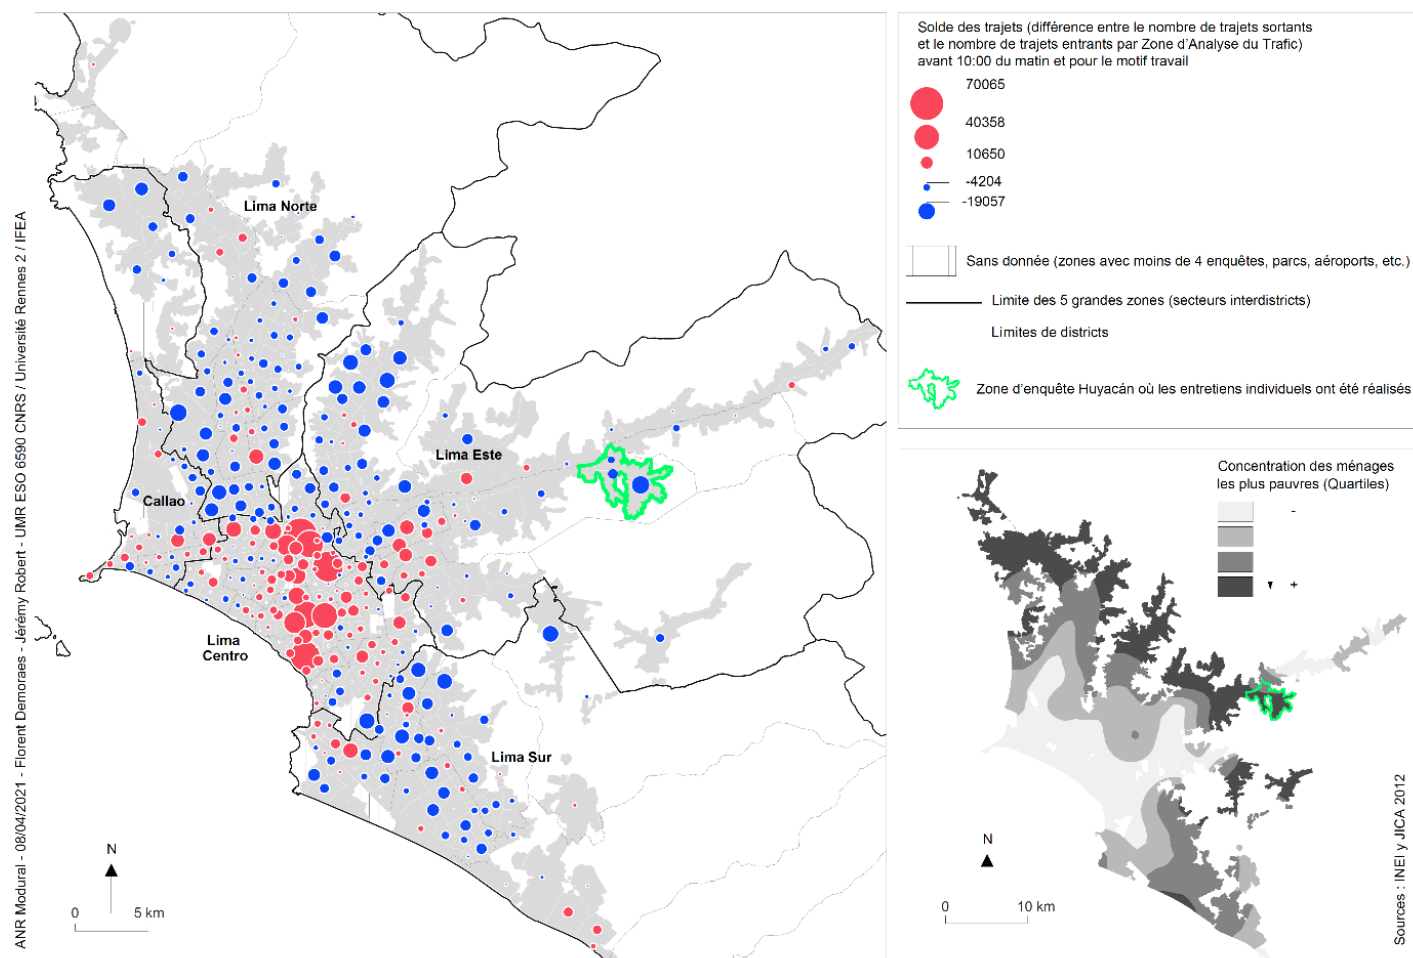 ANR Modural - 08/04/2021 - Florent Demoraes - Jérémy Robert - UMR ESO 6590 CNRS / Université Rennes 2 / IFEA
Lima Norte
Lima Este
Callao
Lima
Centro
Lima Sur
N
0 5 km
Solde des trajets (différence entre le nombre de trajets sortants
et le nombre de trajets entrants par Zone d'Analyse du Trafic)
avant 10:00 du matin et pour le motif travail
70065
40358
10650
-4204
-19057
Sans donnée (zones avec moins de 4 enquêtes, parcs, aéroports, etc.)
Limite des 5 grandes zones (secteurs interdistricts)
Limites de districts
Zone d'enquête Huyacán où les entretiens individuels ont été réalisés
Concentration des ménages
les plus pauvres (Quartiles)
-
+
N
0 10 km
Sources : INEI y JICA 2012